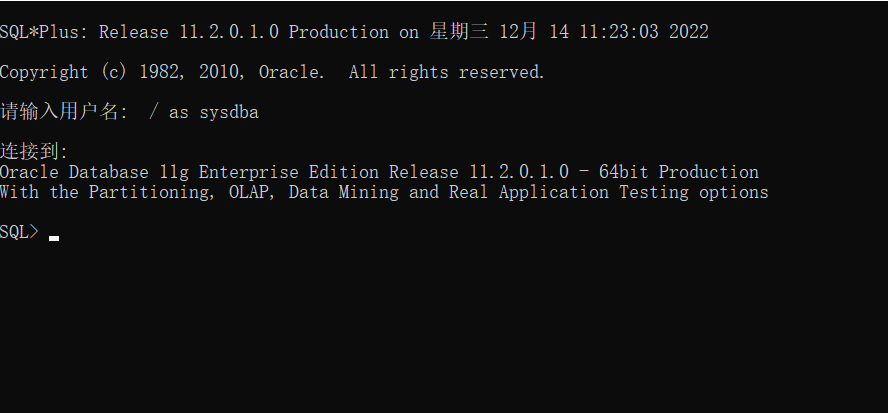 SQL*Plus: Release 11.2.0.1.0 Production on 星期三 12月 14 11:23:03 2022
Copyright (c) 1982, 2010, Oracle.  All rights reserved.
请输入用户名:  / as sysdba
连接到:
Oracle Database 11g Enterprise Edition Release 11.2.0.1.0 - 64bit Production
With the Partitioning, OLAP, Data Mining and Real Application Testing options
SQL>